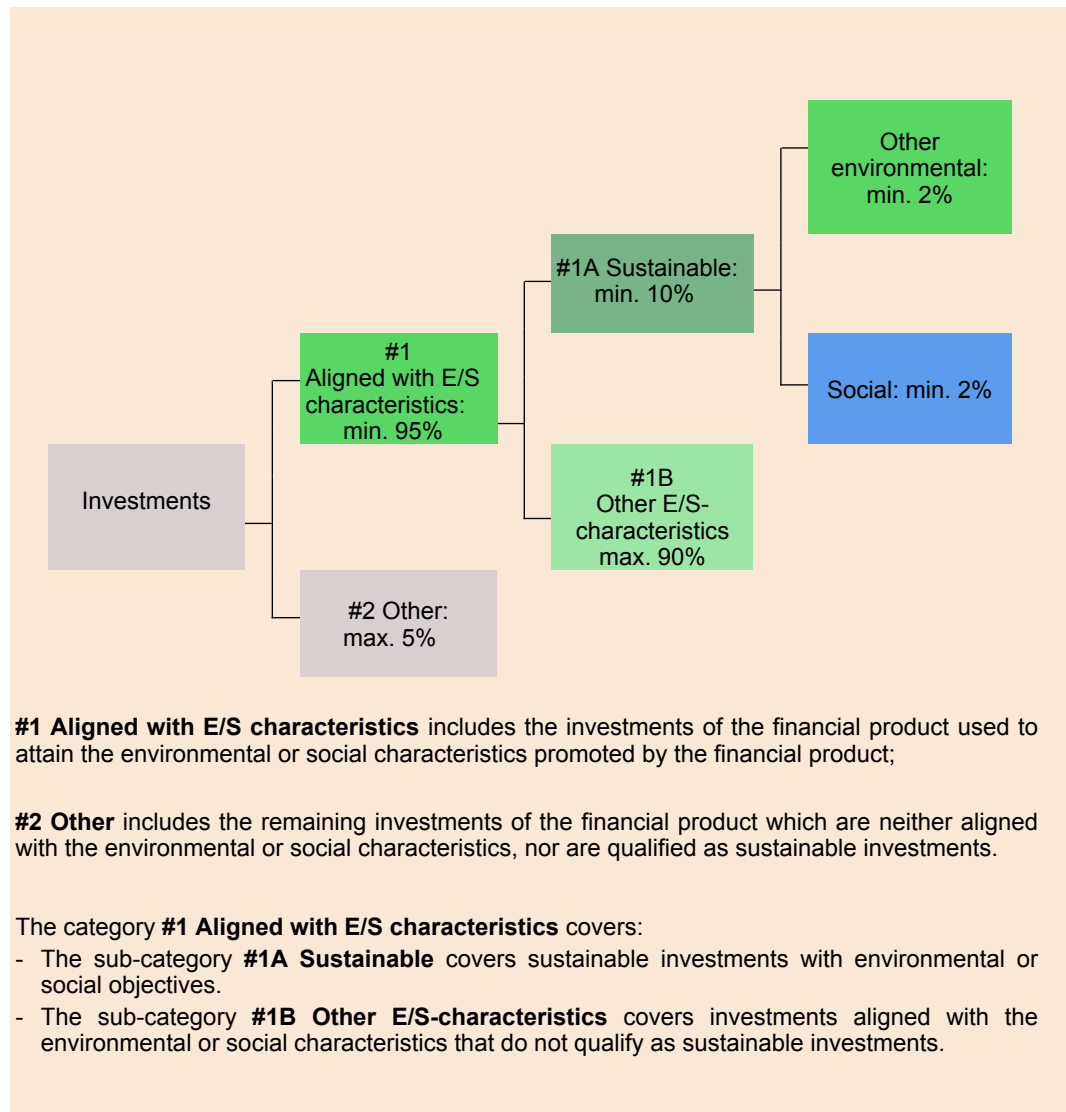 Other
environmental:
min. 2%
#1A Sustainable:
min. 10%
#1
Aligned with E/S
characteristics:
min. 95%
Social: min. 2%
Investments
#1B
Other E/S-
characteristics
max. 90%
#2 Other:
max. 5%
#1 Aligned with E/S characteristics includes the investments of the financial product used to
attain the environmental or social characteristics promoted by the financial product;
#2 Other includes the remaining investments of the financial product which are neither aligned
with the environmental or social characteristics, nor are qualified as sustainable investments.
The category #1 Aligned with E/S characteristics covers:
- The sub-category #1A Sustainable covers sustainable investments with environmental or
social objectives.
- The sub-category #1B Other E/S-characteristics covers investments aligned with the
environmental or social characteristics that do not qualify as sustainable investments.